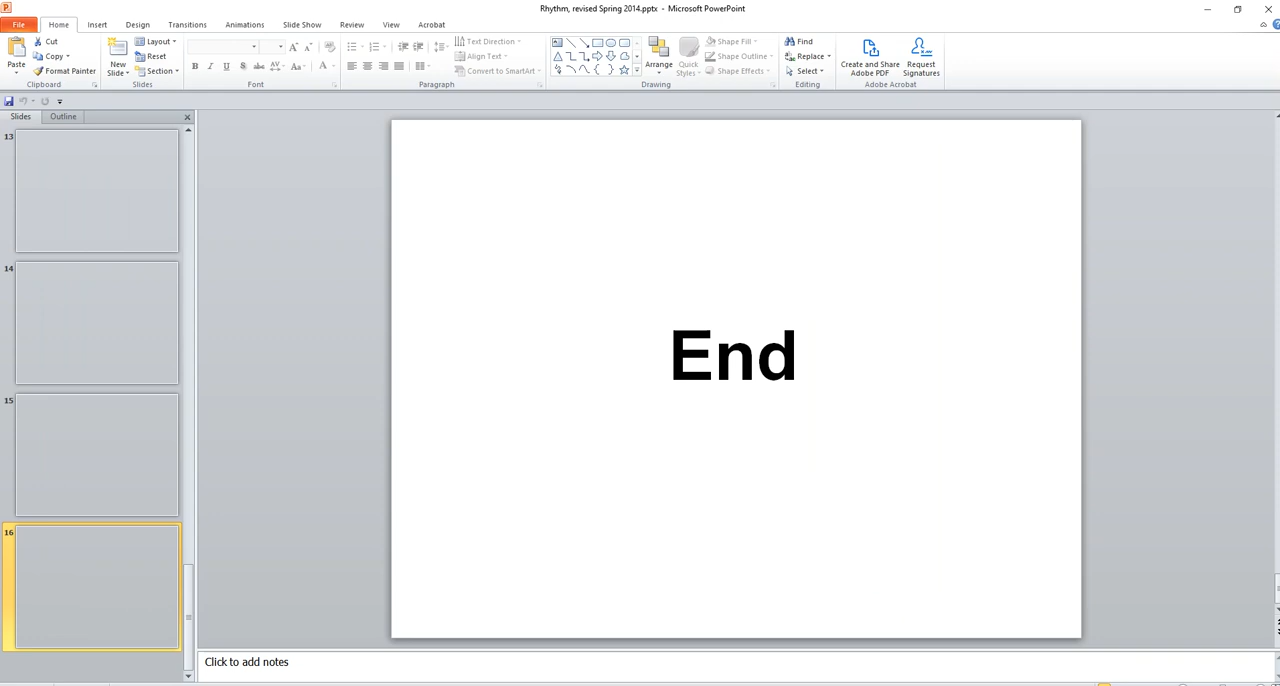 Rhythm, revised Spring 2014.pptx - Microsoft PowerPoint
File Home Insert Design Transitions Animations Slide Show Review View Acrobat
Paste
Cut
Copy
Format Painter
Clipboard
New
Slide
Layout
Reset
Section
Slides
B I U S abc AV Aa A
Font
Text Direction
Align Text
Convert to SmartArt
Paragraph
Arrange
Quick
Styles
Shape Fill
Shape Outline
Shape Effects
Drawing
Find
Replace
Select
Editing
Create and Share
Adobe PDF
Request
Signatures
Adobe Acrobat
Slides Outline
13
14
15
16
End
Click to add notes